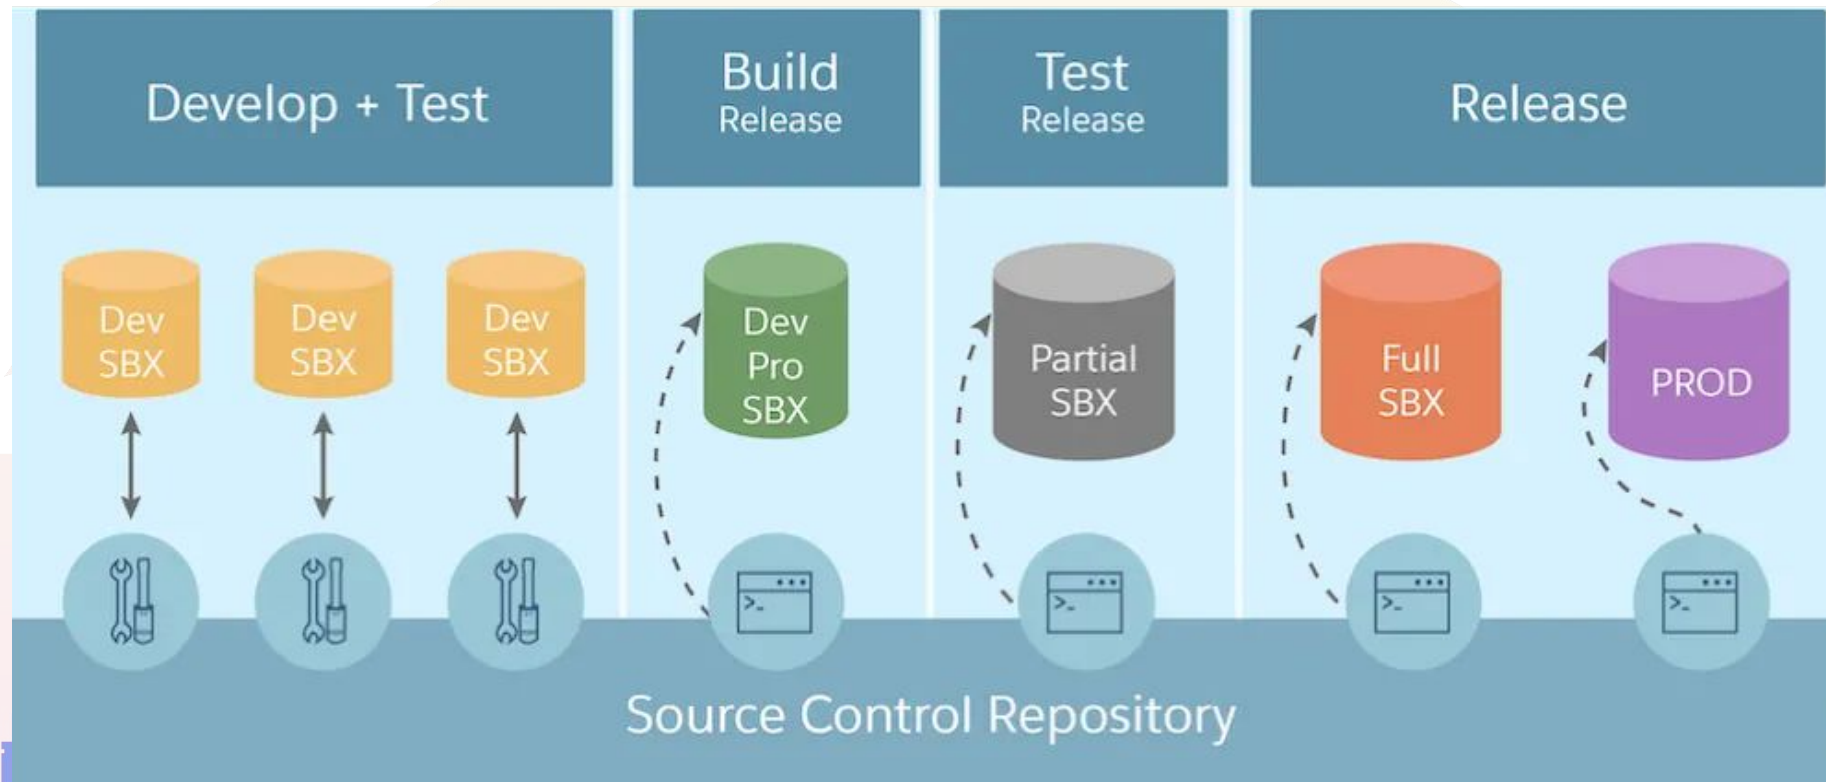 Develop + Test
Build
Release
Test
Release
Release
Dev
SBX
Dev
SBX
Dev
SBX
Dev
Pro
SBX
Partial
SBX
Full
SBX
PROD
>_
>_
>_
>_
Source Control Repository